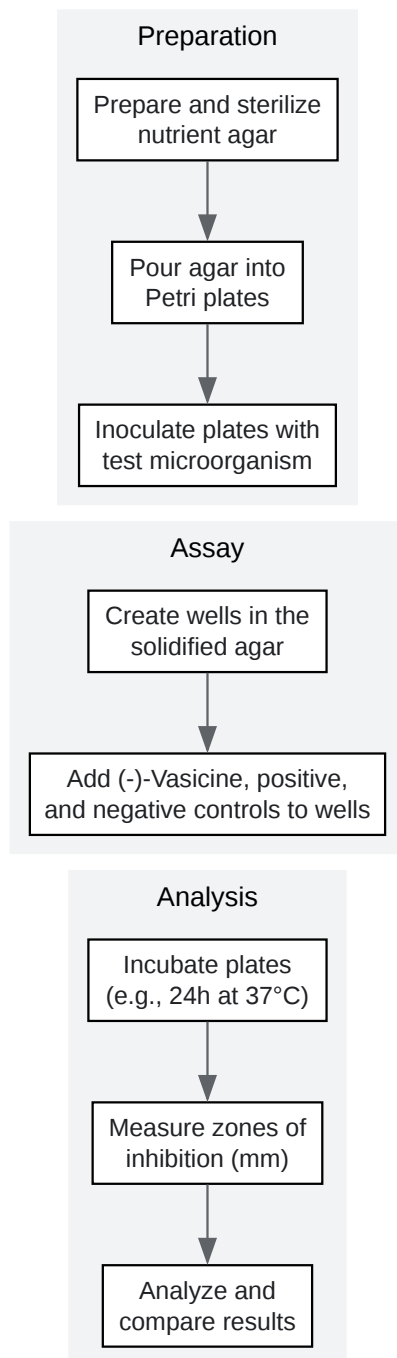 Preparation
Prepare and sterilize
nutrient agar
Pour agar into
Petri plates
Inoculate plates with
test microorganism
Assay
Create wells in the
solidified agar
Add (-)-Vasicine, positive,
and negative controls to wells
Analysis
Incubate plates
(e.g., 24h at 37°C)
Measure zones of
inhibition (mm)
Analyze and
compare results